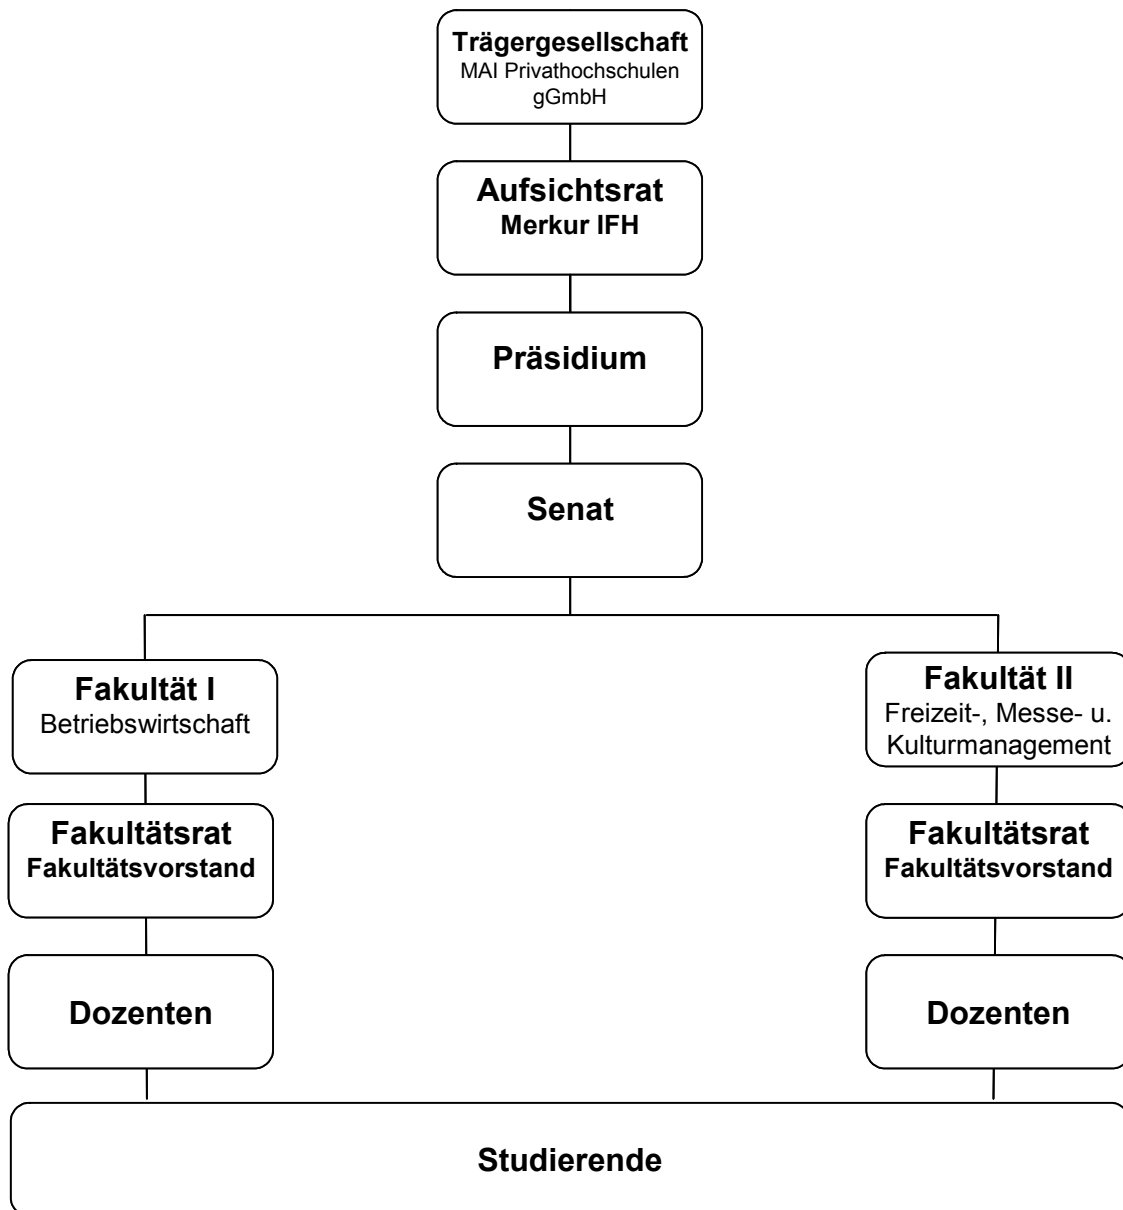 Trägergesellschaft
MAI Privathochschulen
gGmbH
Aufsichtsrat
Merkur IFH
Präsidium
Senat
Fakultät I
Betriebswirtschaft
Fakultät II
Freizeit-, Messe- u.
Kulturmanagement
Fakultätsrat
Fakultätsvorstand
Fakultätsrat
Fakultätsvorstand
Dozenten
Dozenten
Studierende